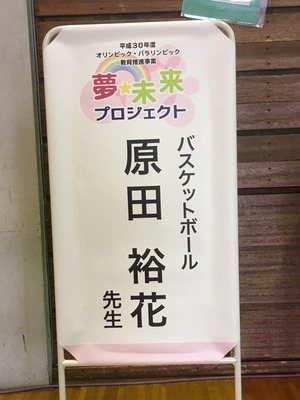 平成30年度
オリンピック・パラリンピック
教育推進事業
夢★未来
プロジェクト
バスケットボール
原田 裕花
先生